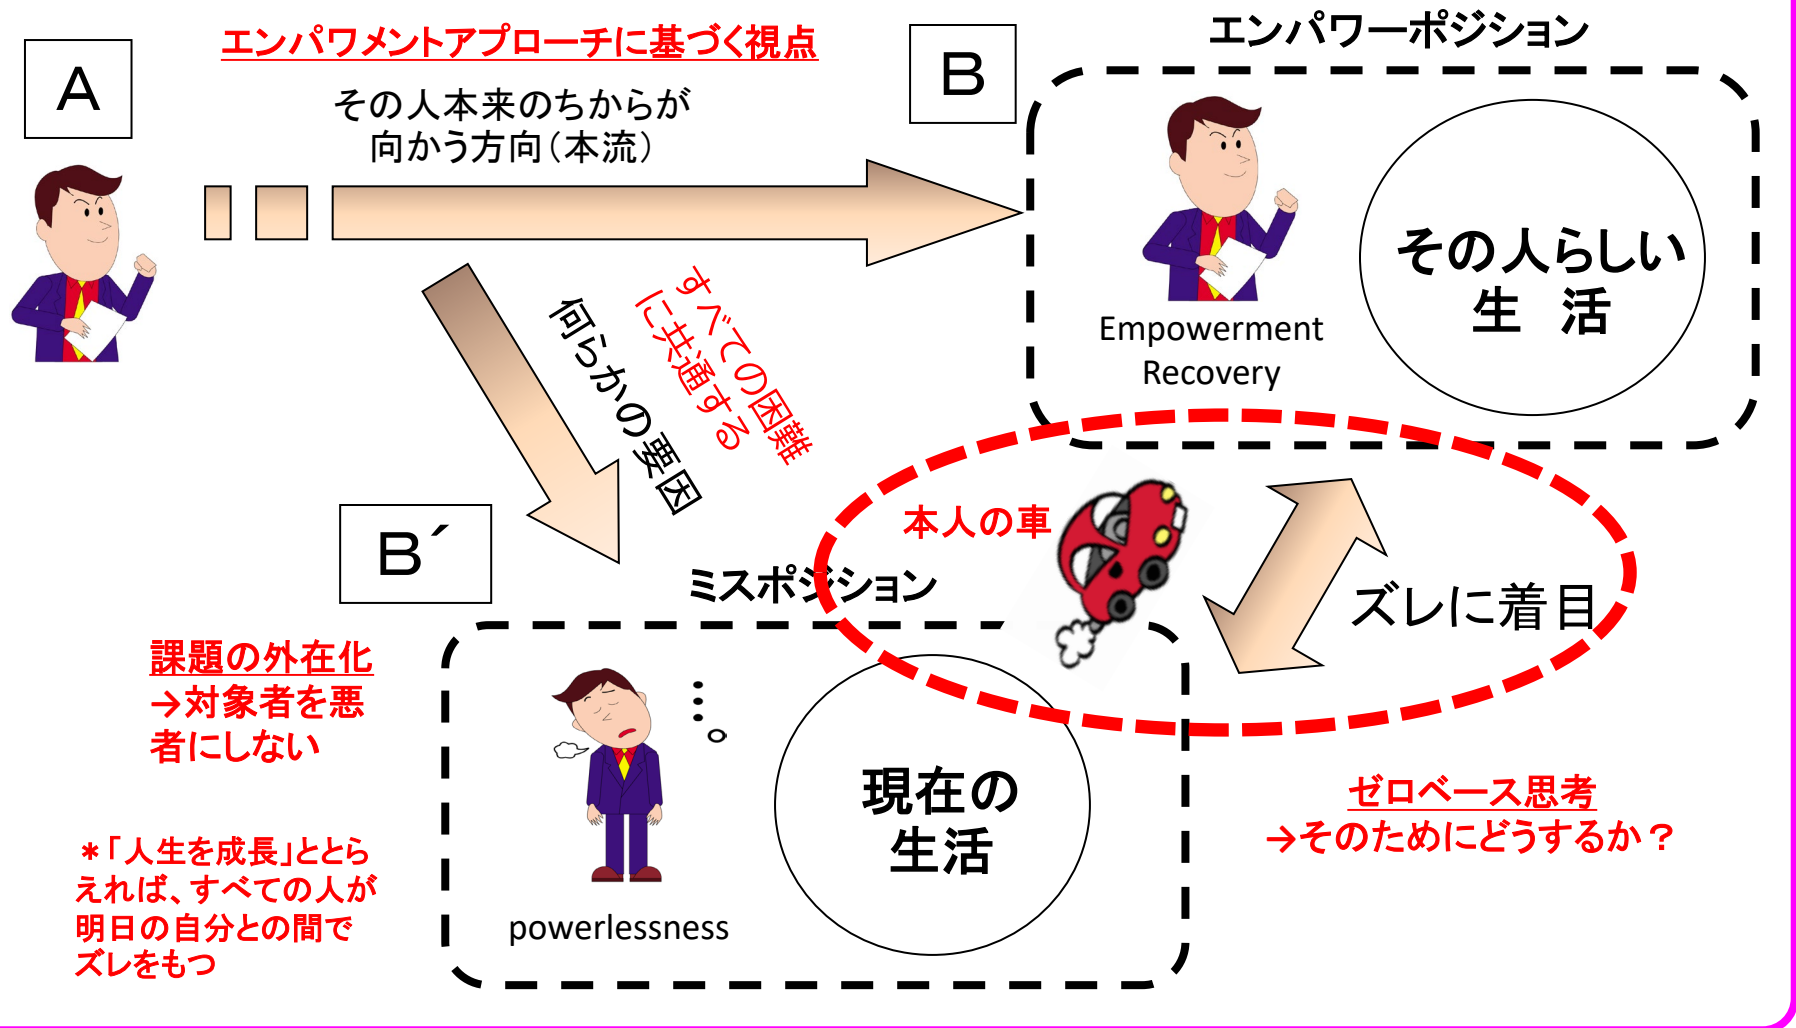 A
エンパワメントアプローチに基づく視点
その人本来のちからが
向かう方向(本流)
B
エンパワーポジション
その人らしい
生 活
Empowerment
Recovery
すべての困難
に共通する
何らかの要因
B´
ミスポジション
本人の車
ズレに着目
課題の外在化
→対象者を悪
者にしない
現在の
生活
powerlessness
ゼロベース思考
→そのためにどうするか?
*「人生を成長」ととら
えれば、すべての人が
明日の自分との間で
ズレをもつ